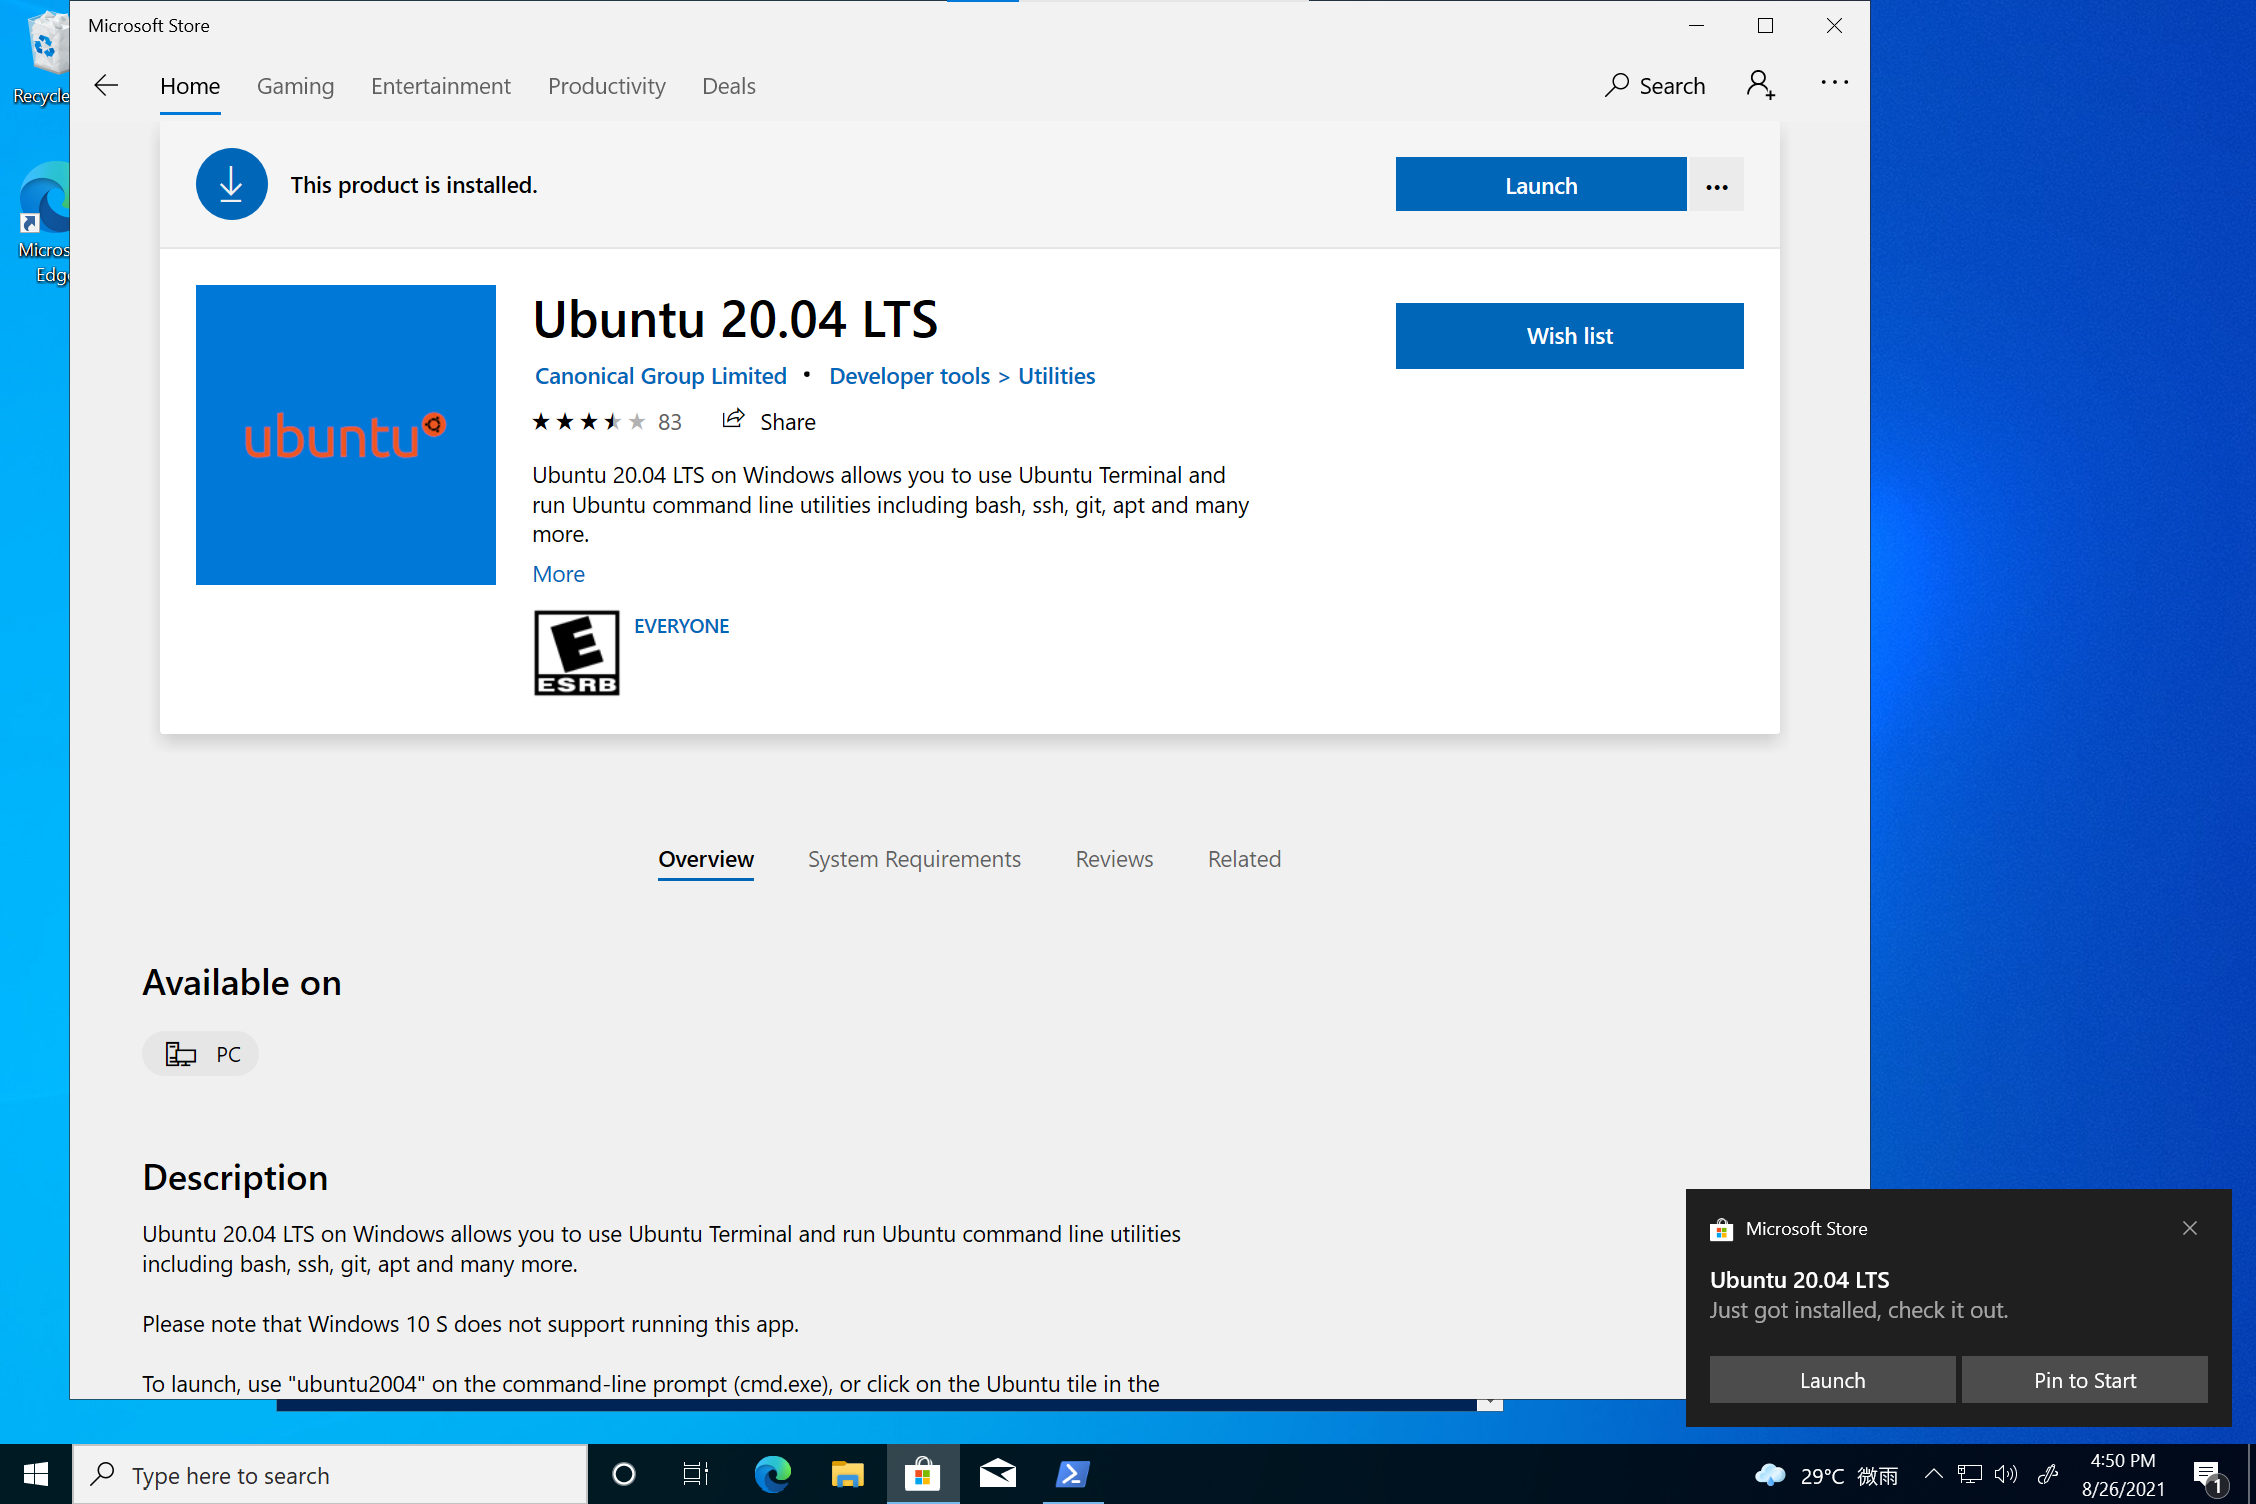 Microsoft Store
Home Gaming Entertainment Productivity Deals
Search
Recycle
Micros
Edge
This product is installed.
Launch
ubuntu
Ubuntu 20.04 LTS
Canonical Group Limited • Developer tools > Utilities
83 Share
Ubuntu 20.04 LTS on Windows allows you to use Ubuntu Terminal and
run Ubuntu command line utilities including bash, ssh, git, apt and many
more.
More
E
ESRB
EVERYONE
Wish list
Overview System Requirements Reviews Related
Available on
PC
Description
Ubuntu 20.04 LTS on Windows allows you to use Ubuntu Terminal and run Ubuntu command line utilities
including bash, ssh, git, apt and many more.
Please note that Windows 10 S does not support running this app.
To launch, use "ubuntu2004" on the command-line prompt (cmd.exe), or click on the Ubuntu tile in the
Microsoft Store
Ubuntu 20.04 LTS
Just got installed, check it out.
Launch Pin to Start
Type here to search
29°C 微雨
4:50 PM
8/26/2021
1